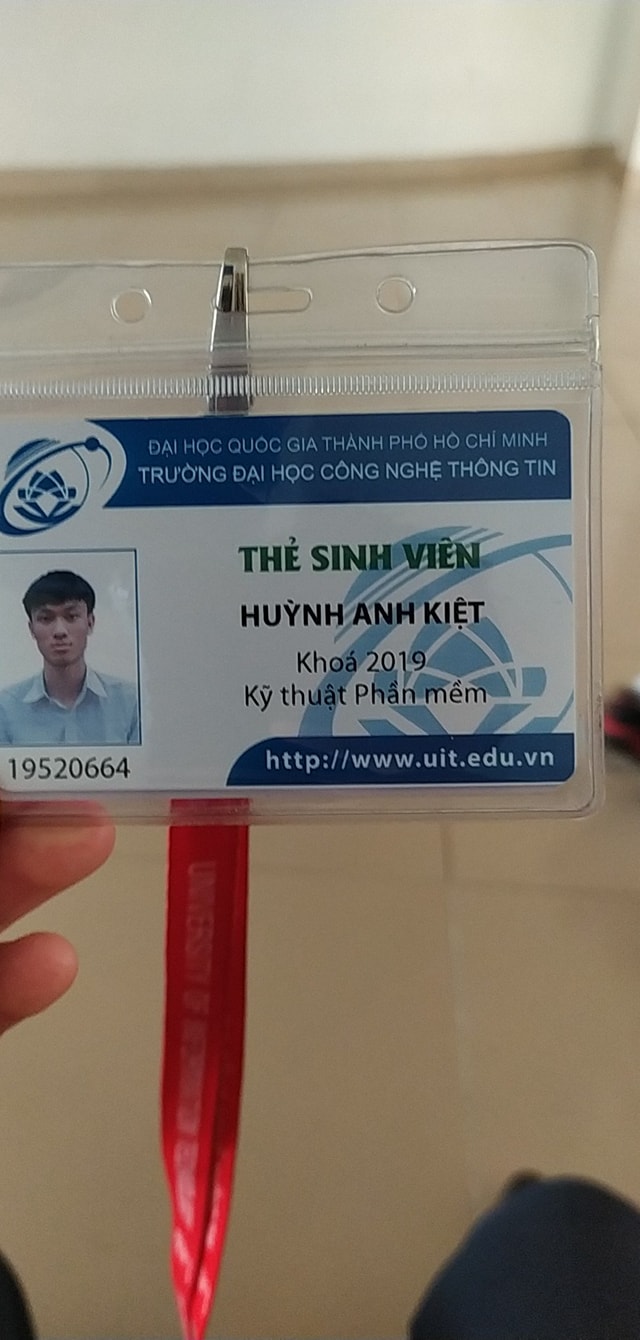 ĐẠI HỌC QUỐC GIA THÀNH PHỐ HỒ CHÍ MINH
TRƯỜNG ĐẠI HỌC CÔNG NGHỆ THÔNG TIN
THẺ SINH VIÊN
HUỲNH ANH KIỆT
Khoá 2019
Kỹ thuật Phần mềm
19520664
http://www.uit.edu.vn
UNIVERSITY OF INFORMATION